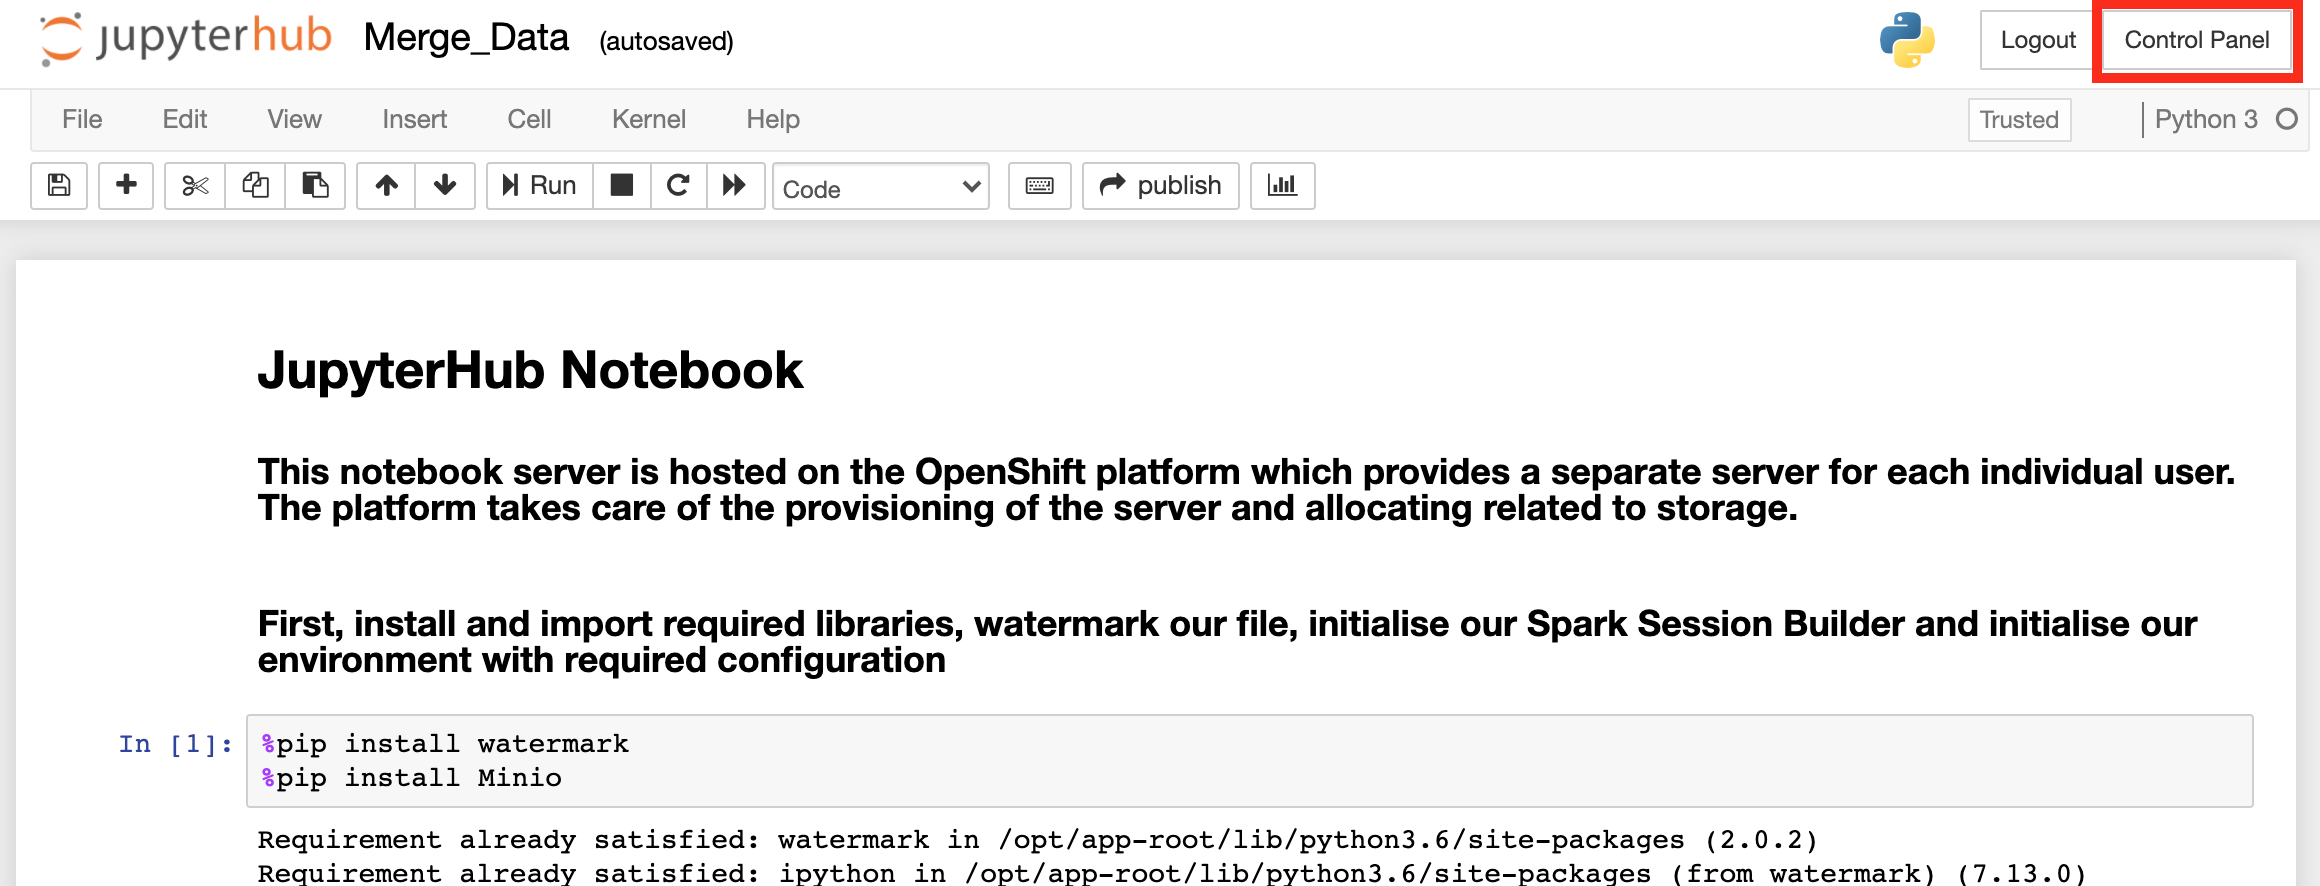 jupyterhub Merge_Data (autosaved) Logout Control Panel
File Edit View Insert Cell Kernel Help Trusted Python 3
Run Code publish
JupyterHub Notebook
This notebook server is hosted on the OpenShift platform which provides a separate server for each individual user.
The platform takes care of the provisioning of the server and allocating related to storage.
First, install and import required libraries, watermark our file, initialise our Spark Session Builder and initialise our
environment with required configuration
In [1]: %pip install watermark
%pip install Minio
Requirement already satisfied: watermark in /opt/app-root/lib/python3.6/site-packages (2.0.2)
Requirement already satisfied: ipython in /opt/app-root/lib/python3.6/site-packages (from watermark) (7.13.0)